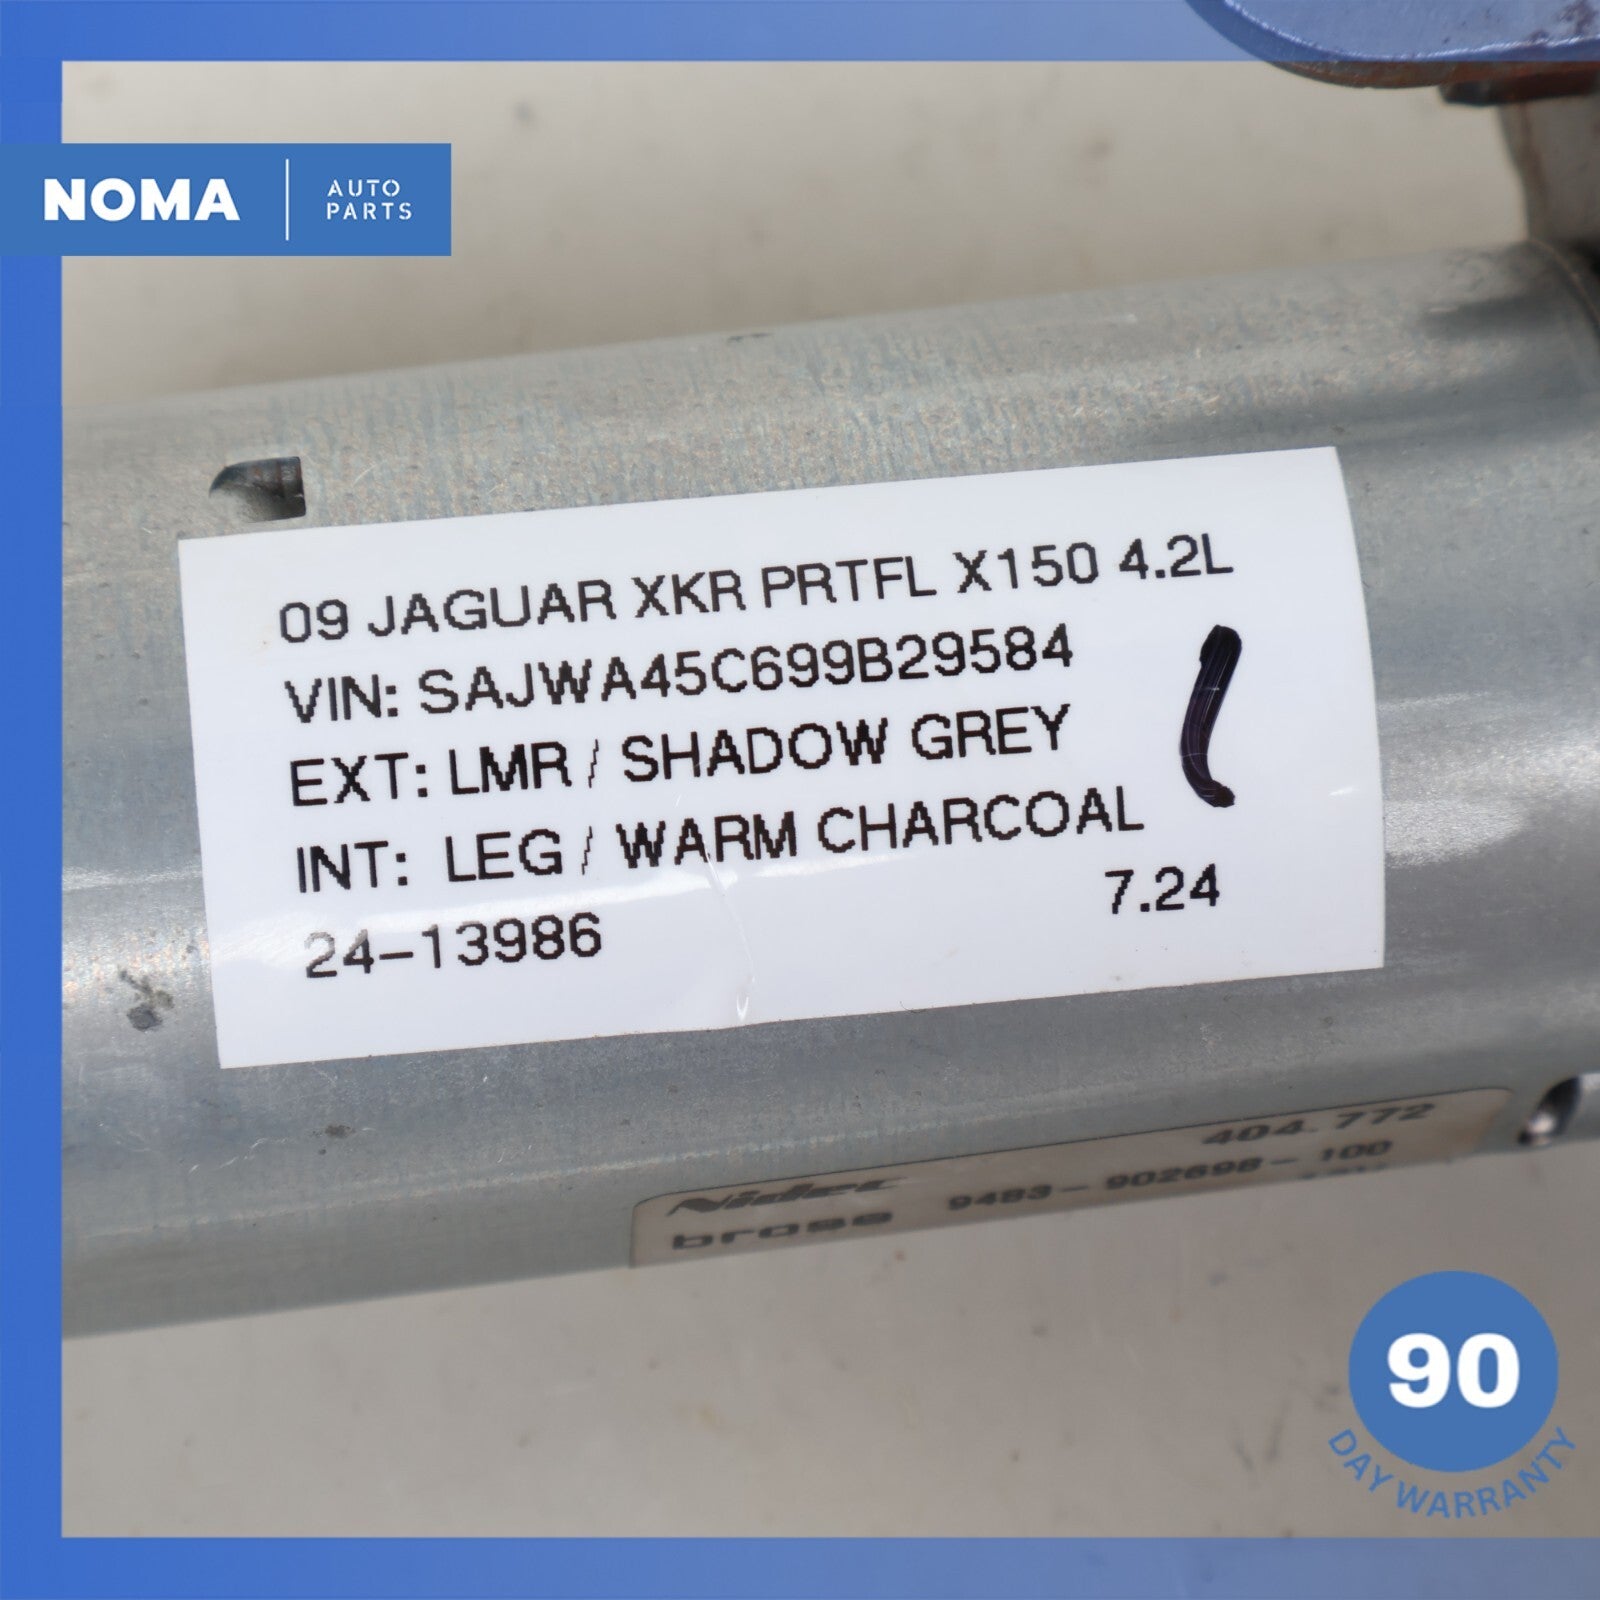 NOMA
AUTO
PARTS
09 JAGUAR XKR PRTFL X150 4.2L
VIN: SAJWA45C699B29584
EXT: LMR / SHADOW GREY
INT: LEG / WARM CHARCOAL
24-13986
7.24
404.772
Nidec
9483-902698-100
brose
90
DAY WARRANTY